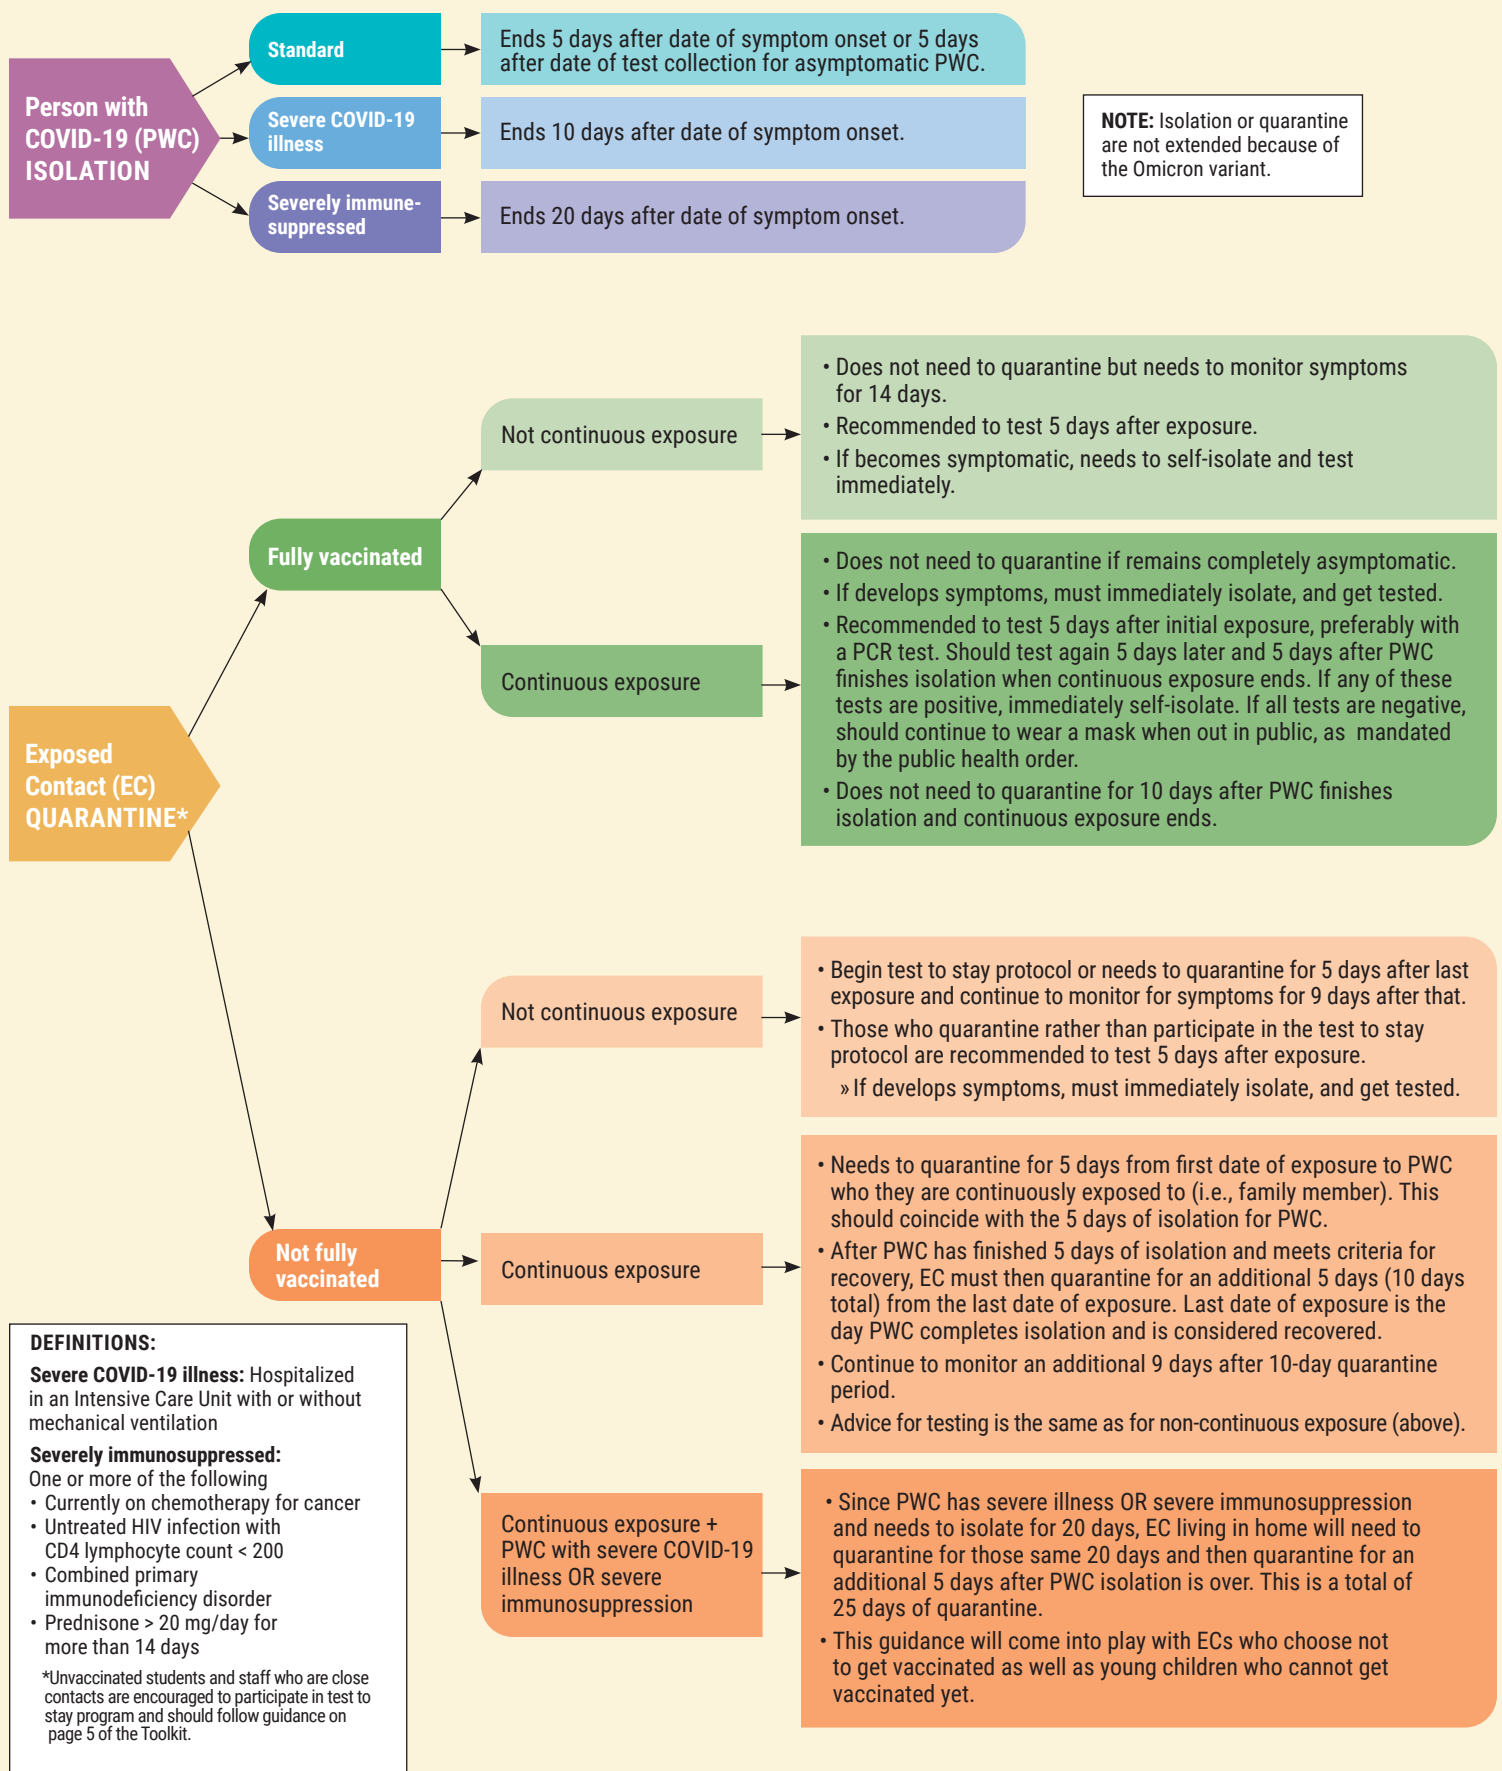 Person with
COVID-19 (PWC)
ISOLATION
Standard
Ends 5 days after date of symptom onset or 5 days
after date of test collection for asymptomatic PWC.
Severe COVID-19
illness
Ends 10 days after date of symptom onset.
Severely immune-
suppressed
Ends 20 days after date of symptom onset.
NOTE: Isolation or quarantine
are not extended because of
the Omicron variant.
Exposed
Contact (EC)
QUARANTINE*
Fully vaccinated
Not continuous exposure
• Does not need to quarantine but needs to monitor symptoms
for 14 days.
• Recommended to test 5 days after exposure.
• If becomes symptomatic, needs to self-isolate and test
immediately.
Continuous exposure
• Does not need to quarantine if remains completely asymptomatic.
• If develops symptoms, must immediately isolate, and get tested.
• Recommended to test 5 days after initial exposure, preferably with
a PCR test. Should test again 5 days later and 5 days after PWC
finishes isolation when continuous exposure ends. If any of these
tests are positive, immediately self-isolate. If all tests are negative,
should continue to wear a mask when out in public, as mandated
by the public health order.
• Does not need to quarantine for 10 days after PWC finishes
isolation and continuous exposure ends.
Not fully
vaccinated
Not continuous exposure
• Begin test to stay protocol or needs to quarantine for 5 days after last
exposure and continue to monitor for symptoms for 9 days after that.
• Those who quarantine rather than participate in the test to stay
protocol are recommended to test 5 days after exposure.
» If develops symptoms, must immediately isolate, and get tested.
Continuous exposure
• Needs to quarantine for 5 days from first date of exposure to PWC
who they are continuously exposed to (i.e., family member). This
should coincide with the 5 days of isolation for PWC.
• After PWC has finished 5 days of isolation and meets criteria for
recovery, EC must then quarantine for an additional 5 days (10 days
total) from the last date of exposure. Last date of exposure is the
day PWC completes isolation and is considered recovered.
• Continue to monitor an additional 9 days after 10-day quarantine
period.
• Advice for testing is the same as for non-continuous exposure (above).
Continuous exposure +
PWC with severe COVID-19
illness OR severe
immunosuppression
• Since PWC has severe illness OR severe immunosuppression
and needs to isolate for 20 days, EC living in home will need to
quarantine for those same 20 days and then quarantine for an
additional 5 days after PWC isolation is over. This is a total of
25 days of quarantine.
• This guidance will come into play with ECs who choose not
to get vaccinated as well as young children who cannot get
vaccinated yet.
DEFINITIONS:
Severe COVID-19 illness: Hospitalized
in an Intensive Care Unit with or without
mechanical ventilation
Severely immunosuppressed:
One or more of the following
• Currently on chemotherapy for cancer
• Untreated HIV infection with
CD4 lymphocyte count < 200
• Combined primary
immunodeficiency disorder
• Prednisone > 20 mg/day for
more than 14 days
*Unvaccinated students and staff who are close
contacts are encouraged to participate in test to
stay program and should follow guidance on
page 5 of the Toolkit.